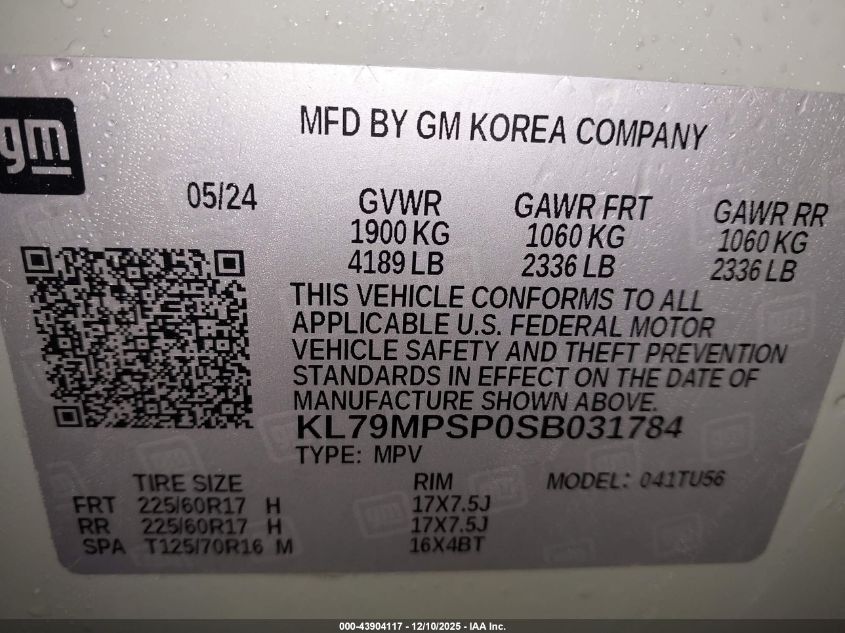 gm
MFD BY GM KOREA COMPANY
05/24
GVWR GAWR FRT GAWR RR
1900 KG 1060 KG 1060 KG
4189 LB 2336 LB 2336 LB
THIS VEHICLE CONFORMS TO ALL
APPLICABLE U.S. FEDERAL MOTOR
VEHICLE SAFETY AND THEFT PREVENTION
STANDARDS IN EFFECT ON THE DATE OF
MANUFACTURE SHOWN ABOVE.
KL79MPSP0SB031784
TYPE: MPV
TIRE SIZE RIM MODEL: 041TU56
FRT 225/60R17 H 17X7.5J
RR 225/60R17 H 17X7.5J
SPA T125/70R16 M 16X4BT
000-43904117 - 12/10/2025 - IAA Inc.